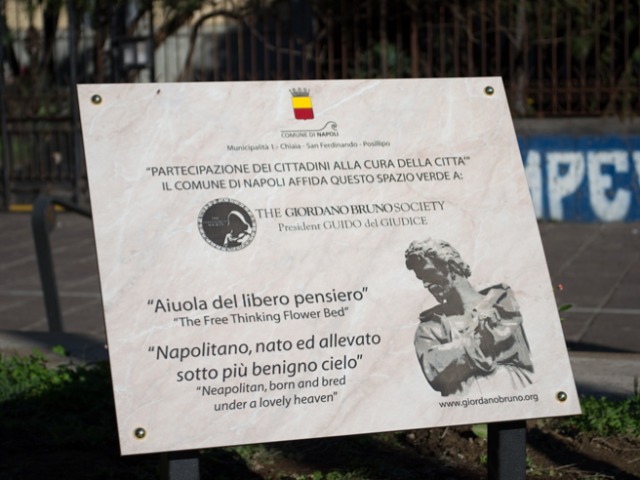 COMUNE DI NAPOLI
Municipalità 1 - Chiaia - San Ferdinando - Posillipo
"PARTECIPAZIONE DEI CITTADINI ALLA CURA DELLA CITTA'"
IL COMUNE DI NAPOLI AFFIDA QUESTO SPAZIO VERDE A:
THE GIORDANO BRUNO SOCIETY
President GUIDO del GIUDICE
"Aiuola del libero pensiero"
"The Free Thinking Flower Bed"
"Napolitano, nato ed allevato
sotto più benigno cielo"
"Neapolitan, born and bred
under a lovely heaven"
www.giordanobruno.org